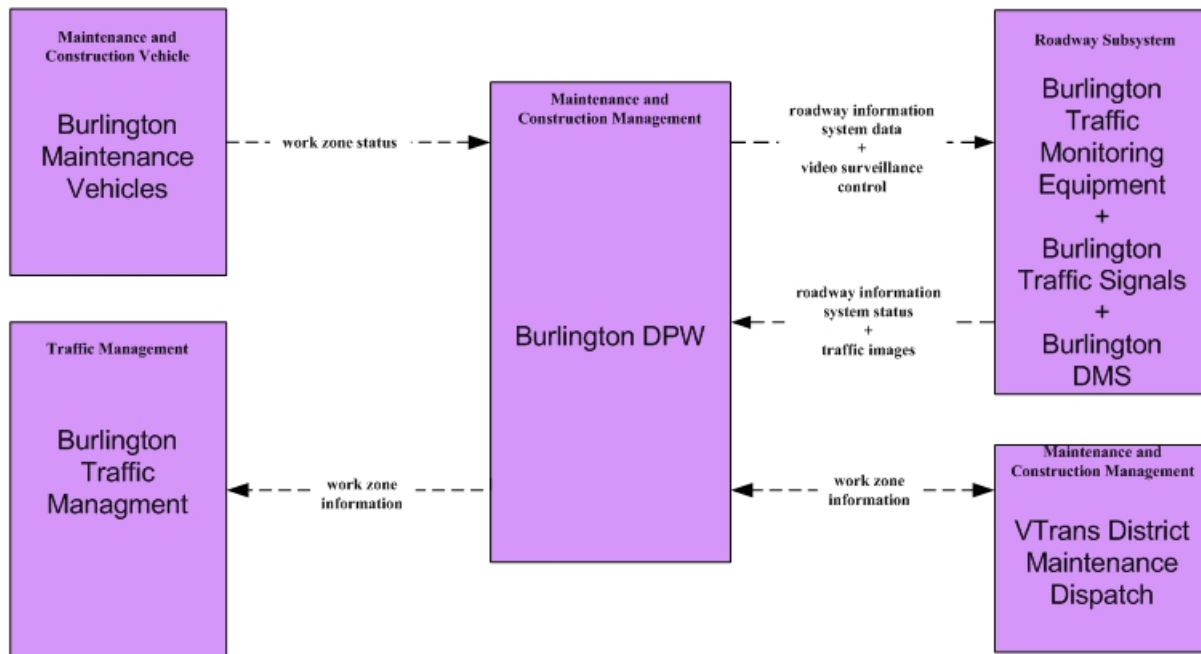 Maintenance and
Construction Vehicle
Burlington
Maintenance
Vehicles
work zone status
Traffic Management
Burlington
Traffic
Managment
work zone
information
Maintenance and
Construction Management
Burlington DPW
roadway information
system data
+
video surveillance
control
roadway information
system status
+
traffic images
work zone
information
Roadway Subsystem
Burlington
Traffic
Monitoring
Equipment
+
Burlington
Traffic Signals
+
Burlington
DMS
Maintenance and
Construction Management
VTrans District
Maintenance
Dispatch